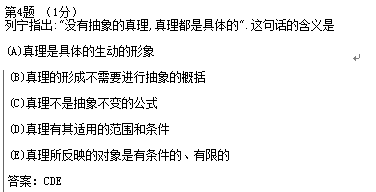 第4题 (1分)
列宁指出:“没有抽象的真理,真理都是具体的”.这句话的含义是
(A)真理是具体的生动的形象
(B)真理的形成不需要进行抽象的概括
(C)真理不是抽象不变的公式
(D)真理有其适用的范围和条件
(E)真理所反映的对象是有条件的、有限的
答案: CDE